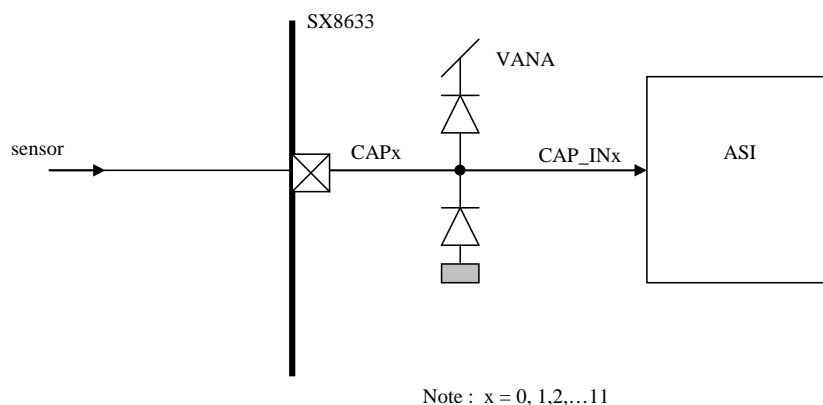 SX8633
VANA
sensor
CAPx
CAP_INx
ASI
Note : x = 0, 1,2,…11